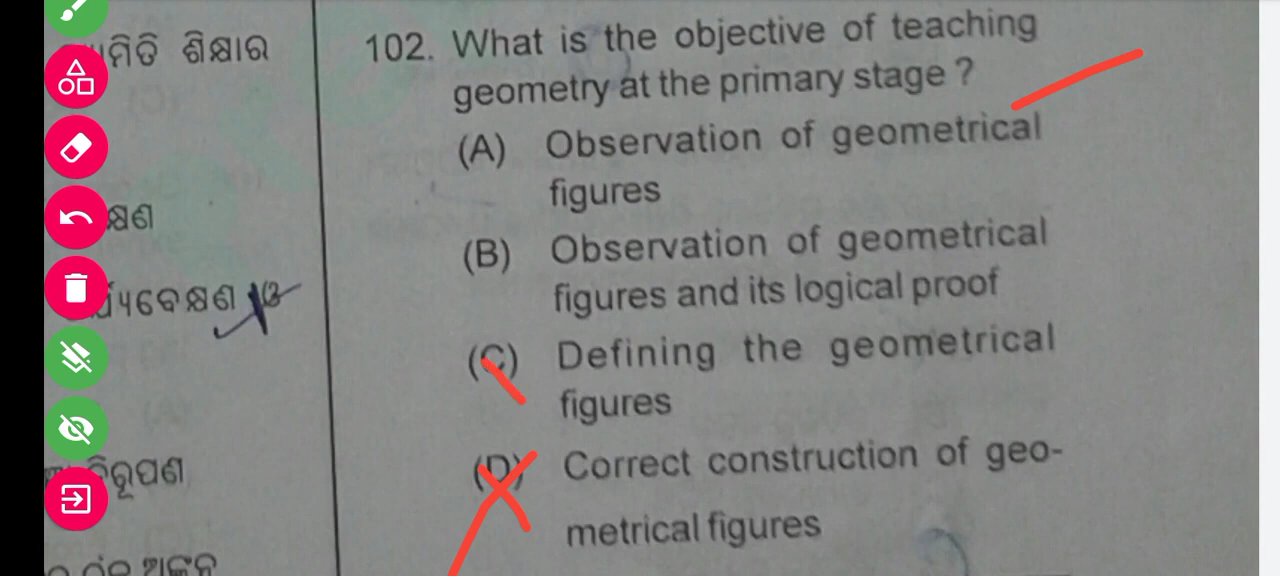 ଶିକ୍ଷାର
102. What is the objective of teaching
geometry at the primary stage ?
(A) Observation of geometrical
figures
(B) Observation of geometrical
figures and its logical proof
(C) Defining the geometrical
figures
(D) Correct construction of geo-
metrical figures